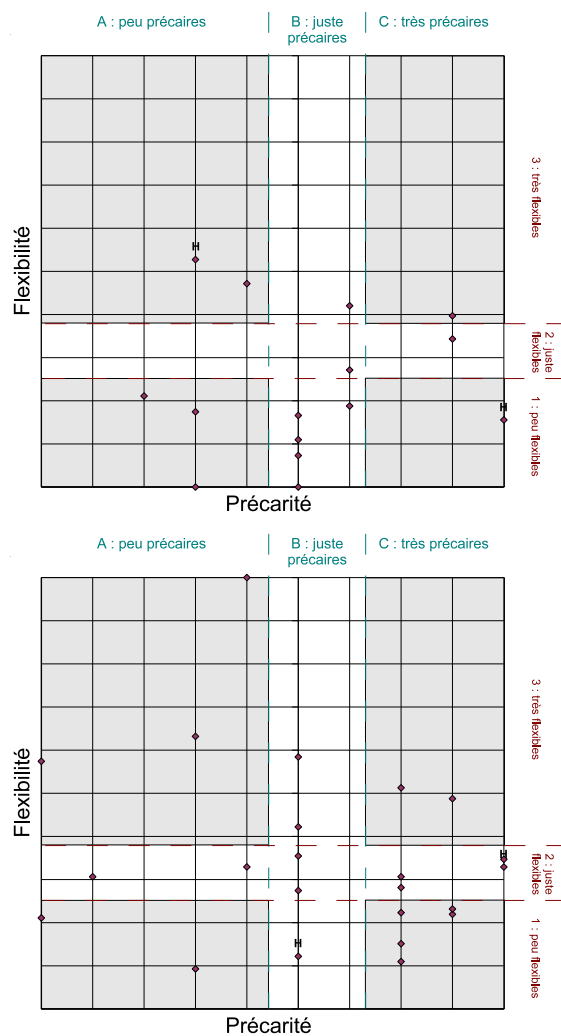 A : peu précaires
B : juste
précaires
C : très précaires
Flexibilité
3 : très
flexibles
2 : juste
flexibles
1 : peu flexibles
H
H
Précarité
A : peu précaires
B : juste
précaires
C : très précaires
Flexibilité
3 : très
flexibles
2 : juste
flexibles
1 : peu flexibles
H
H
Précarité